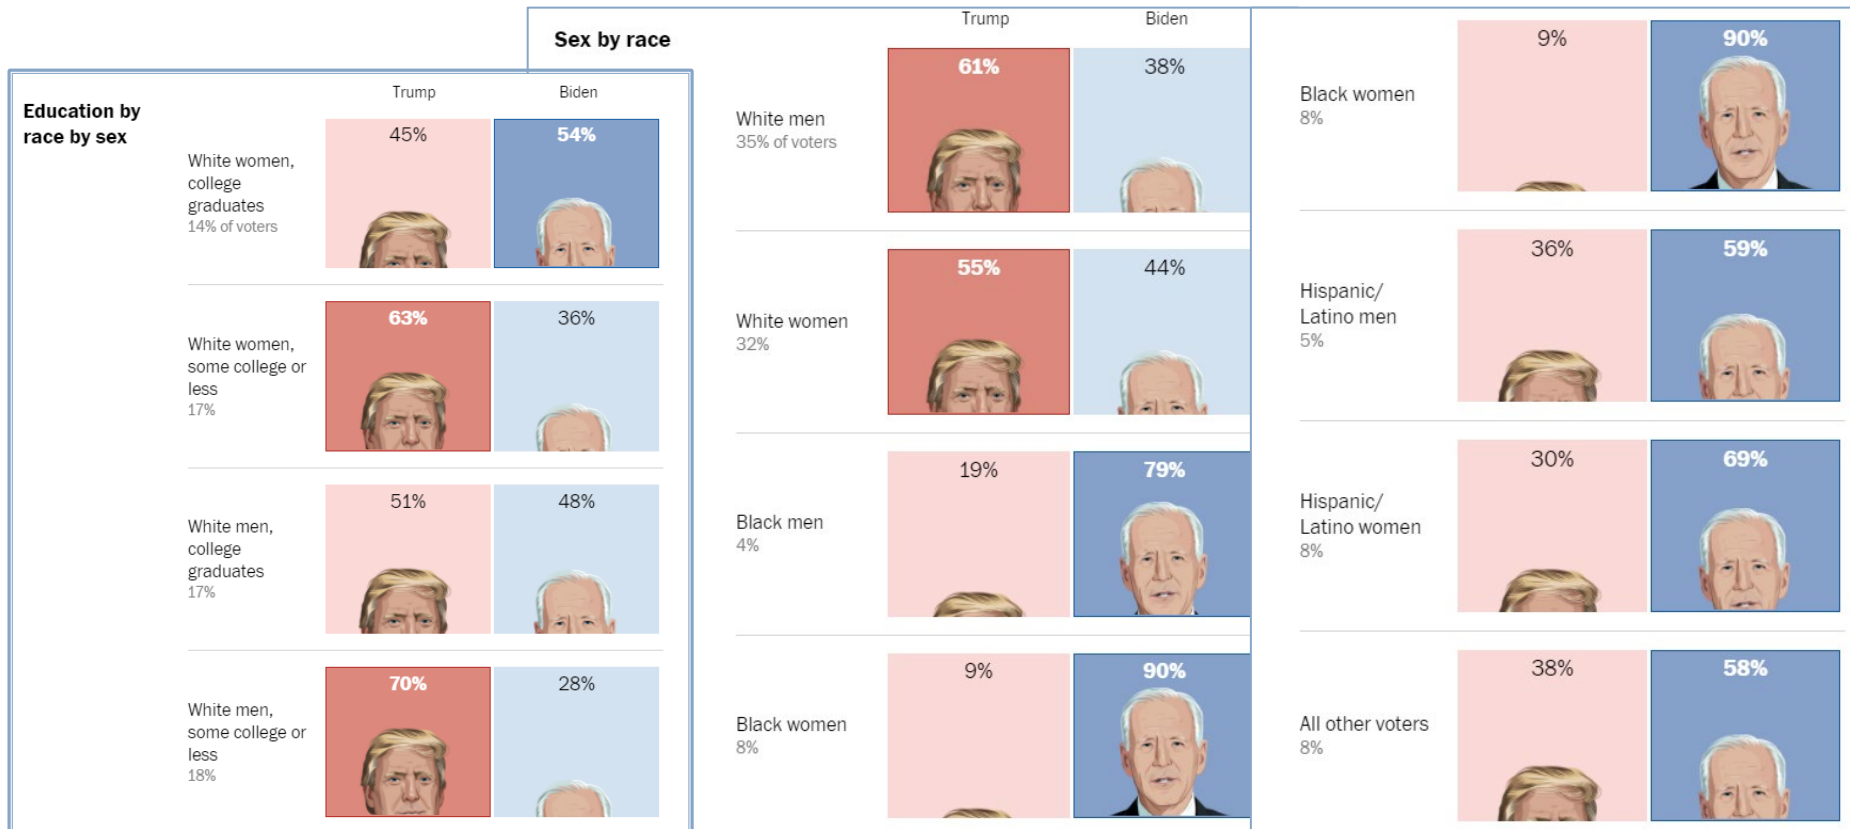 Education by
race by sex
Trump Biden
White women,
college
graduates
14% of voters
45% 54%
White women,
some college or
less
17%
63% 36%
White men,
college
graduates
17%
51% 48%
White men,
some college or
less
18%
70% 28%
Sex by race
Trump Biden
White men
35% of voters
61% 38%
White women
32%
55% 44%
Black men
4%
19% 79%
Black women
8%
9% 90%
Black women
8%
9% 90%
Hispanic/
Latino men
5%
36% 59%
Hispanic/
Latino women
8%
30% 69%
All other voters
8%
38% 58%